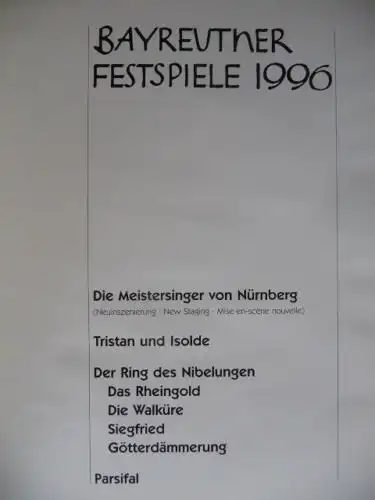 BAYREUTHER
FESTSPIELE 1996
Die Meistersinger von Nürnberg
(Neuinszenierung · New Staging · Mise-en-scène nouvelle)
Tristan und Isolde
Der Ring des Nibelungen
Das Rheingold
Die Walküre
Siegfried
Götterdämmerung
Parsifal